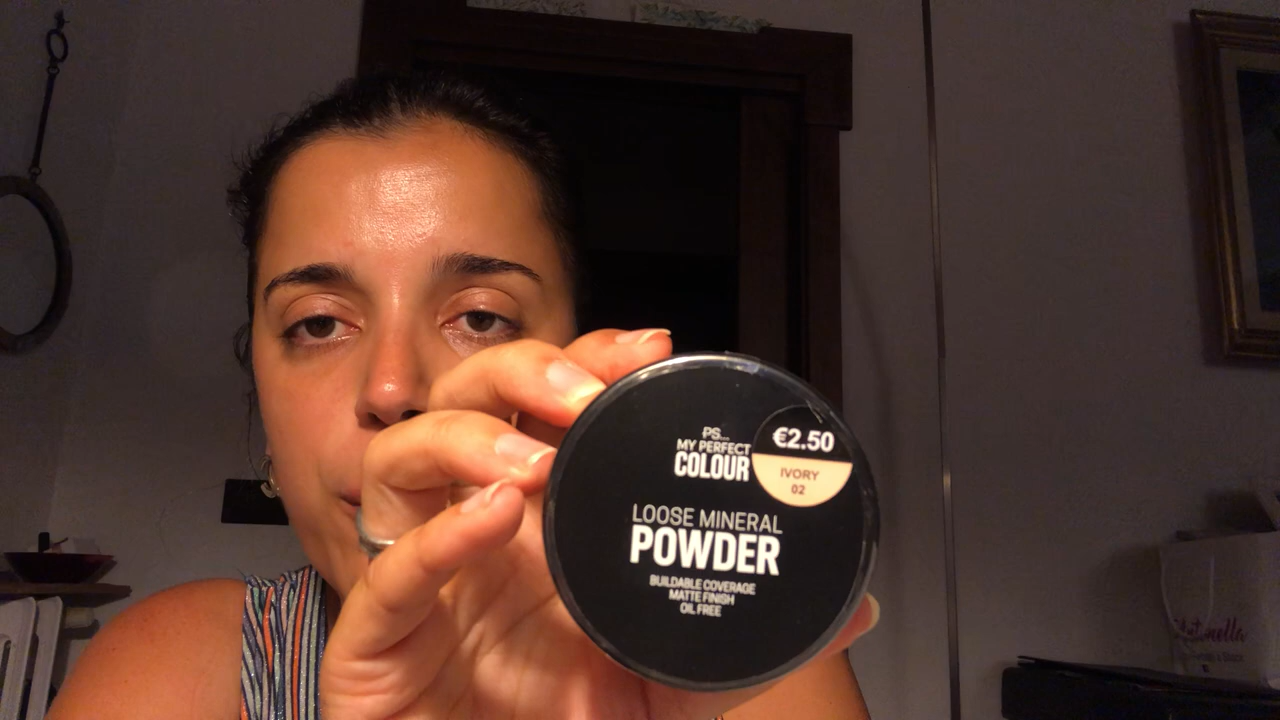 PS...
MY PERFECT
COLOUR
€2.50
IVORY
02
LOOSE MINERAL
POWDER
BUILDABLE COVERAGE
MATTE FINISH
OIL FREE